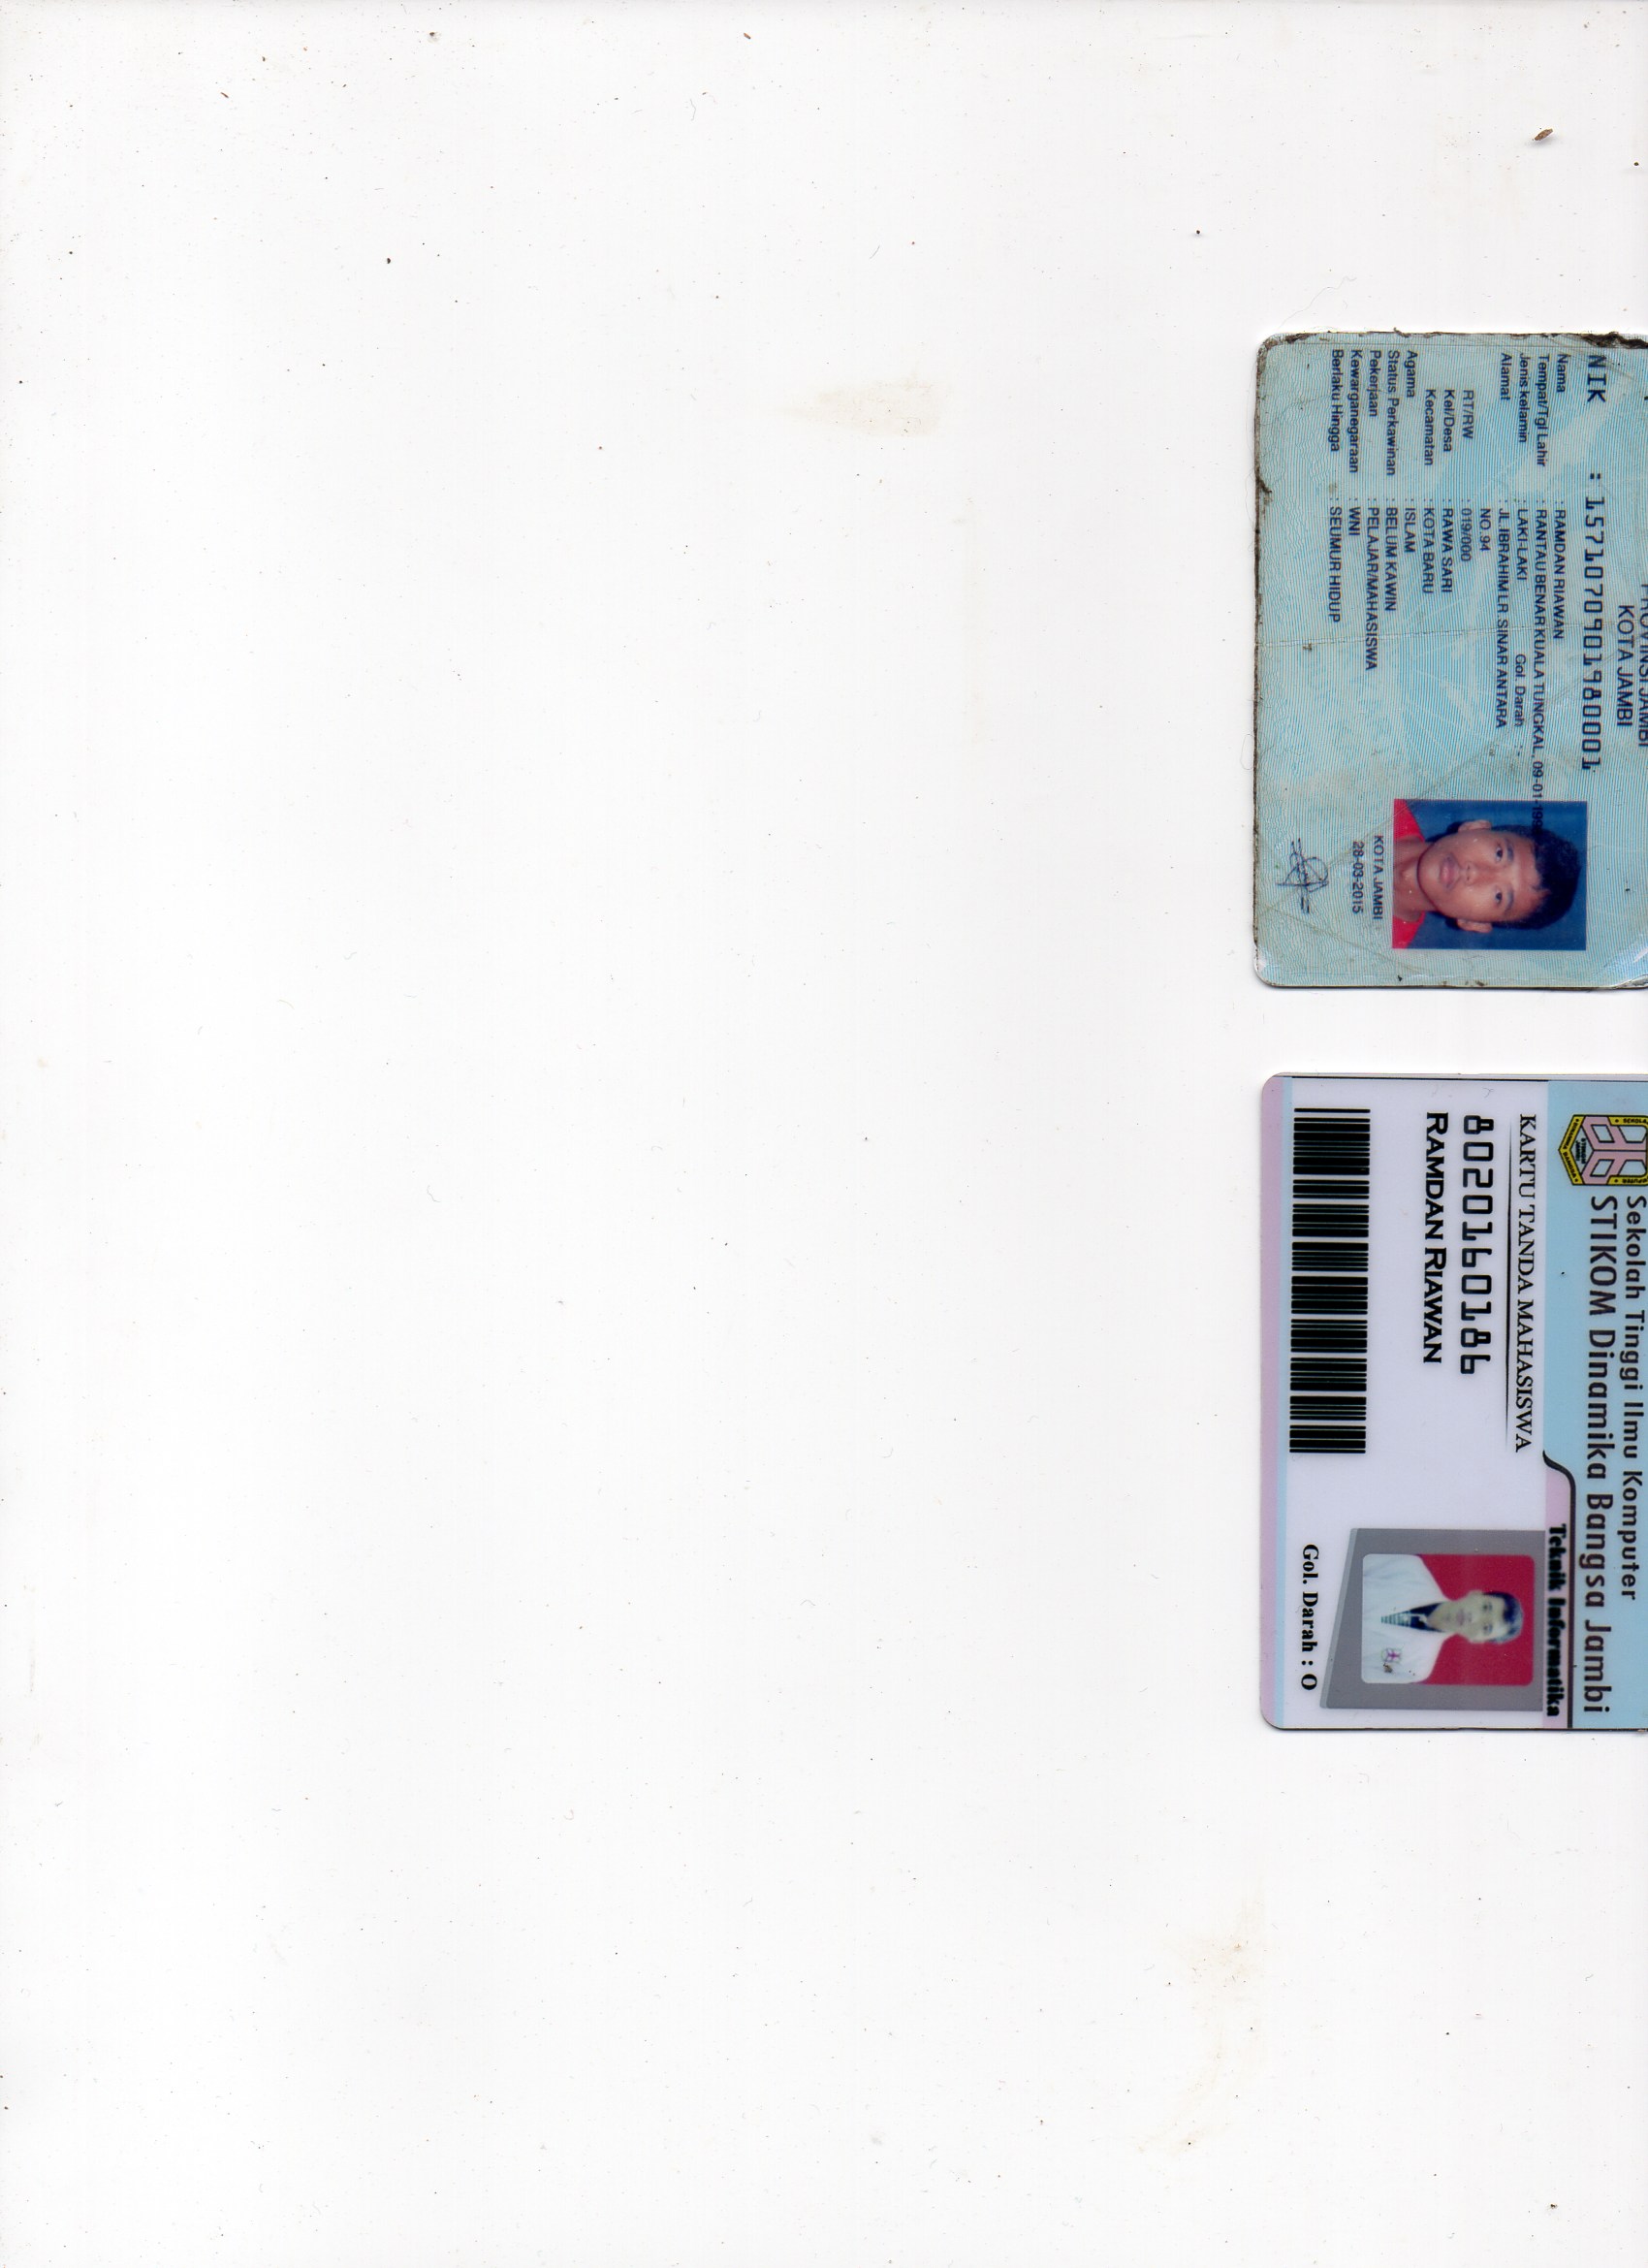 PROVINSI JAMBI
KOTA JAMBI
NIK : 1571070901980001
Nama : RAMDAN RIAWAN
Tempat/Tgl Lahir : RANTAU BENAR KUALA TUNGKAL, 09-01-199
Jenis kelamin : LAKI-LAKI Gol. Darah : -
Alamat : JL.IBRAHIM LR SINAR ANTARA
NO.94
RT/RW : 019/000
Kel/Desa : RAWA SARI
Kecamatan : KOTA BARU
Agama : ISLAM
Status Perkawinan : BELUM KAWIN
Pekerjaan : PELAJAR/MAHASISWA
Kewarganegaraan : WNI
Berlaku Hingga : SEUMUR HIDUP
KOTA JAMBI
28-03-2015
Sekolah Tinggi Ilmu Komputer
STIKOM Dinamika Bangsa Jambi
Teknik Informatika
KARTU TANDA MAHASISWA
8020160186
RAMDAN RIAWAN
Gol. Darah : O